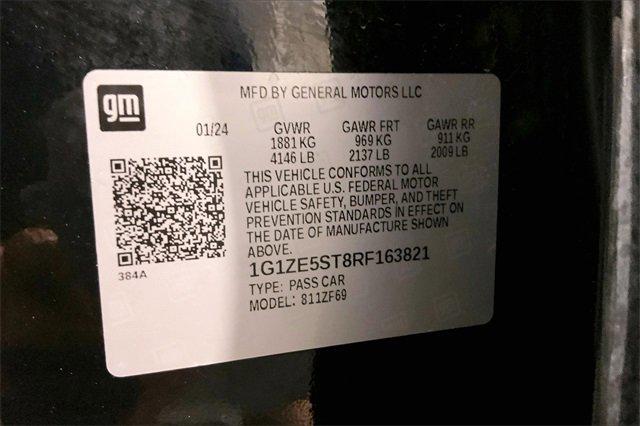 gm
MFD BY GENERAL MOTORS LLC
01/24 GVWR GAWR FRT GAWR RR
1881 KG 969 KG 911 KG
4146 LB 2137 LB 2009 LB
THIS VEHICLE CONFORMS TO ALL
APPLICABLE U.S. FEDERAL MOTOR
VEHICLE SAFETY, BUMPER, AND THEFT
PREVENTION STANDARDS IN EFFECT ON
THE DATE OF MANUFACTURE SHOWN
ABOVE.
384A
1G1ZE5ST8RF163821
TYPE: PASS CAR
MODEL: 811ZF69